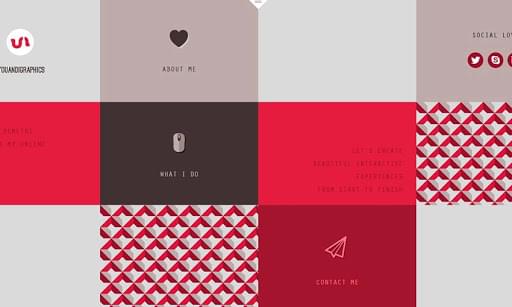 SOCIAL LO
YOUANDIGRAPHICS
ABOUT ME
MY ONLINE
LET'S CREATE
BEAUTIFUL INTERACTIVE
EXPERIENCES
FROM START TO FINISH
WHAT I DO
CONTACT ME